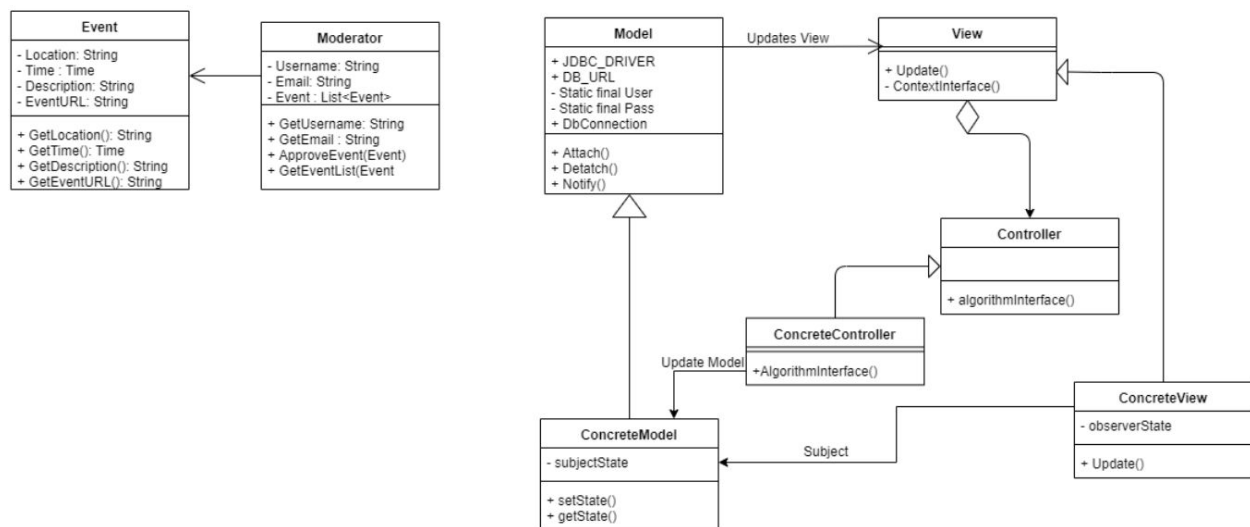 Event
- Location: String
- Time : Time
- Description: String
- EventURL: String
+ GetLocation(): String
+ GetTime(): Time
+ GetDescription(): String
+ GetEventURL(): String
Moderator
- Username: String
- Email: String
- Event : List<Event>
+ GetUsername: String
+ GetEmail : String
+ ApproveEvent(Event)
+ GetEventList(Event
Model
+ JDBC_DRIVER
+ DB_URL
- Static final User
- Static final Pass
+ DbConnection
+ Attach()
+ Detatch()
+ Notify()
Updates View
View
+ Update()
- ContextInterface()
Controller
+ algorithmInterface()
ConcreteController
+AlgorithmInterface()
Update Model
ConcreteModel
- subjectState
+ setState()
+ getState()
Subject
ConcreteView
- observerState
+ Update()